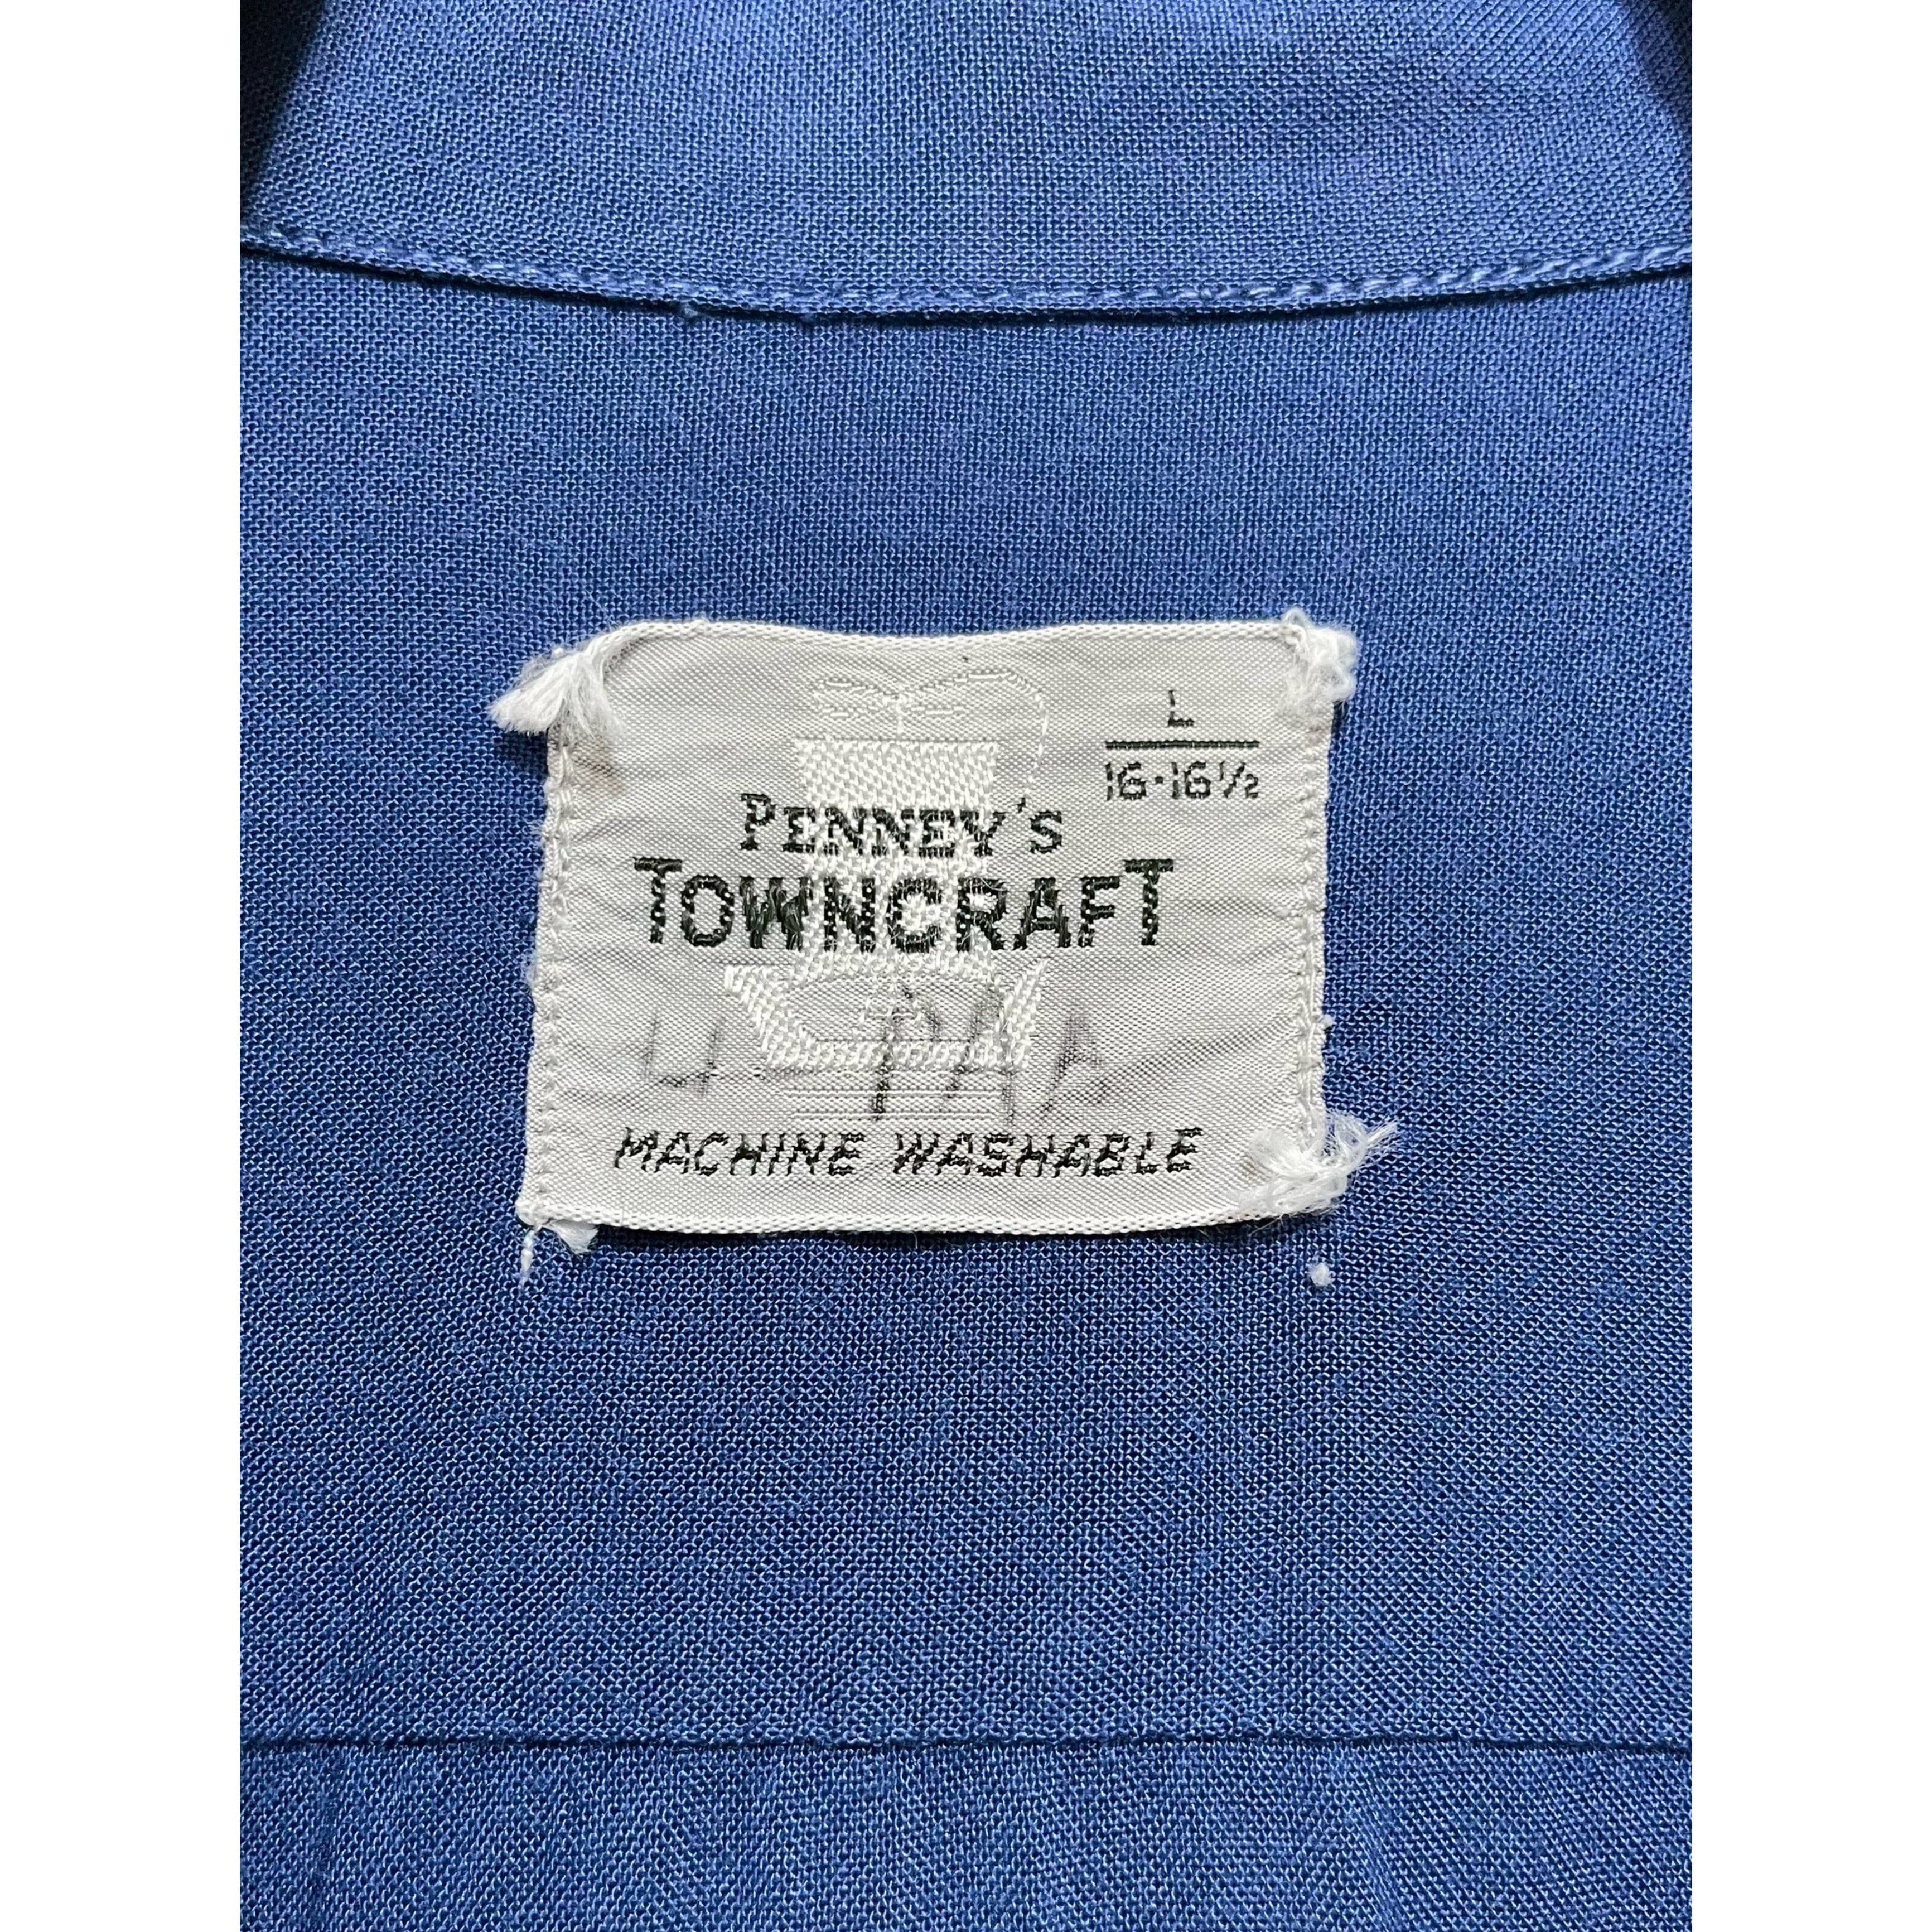 L
16·16½
PENNEY'S
TOWNCRAFT
MACHINE WASHABLE